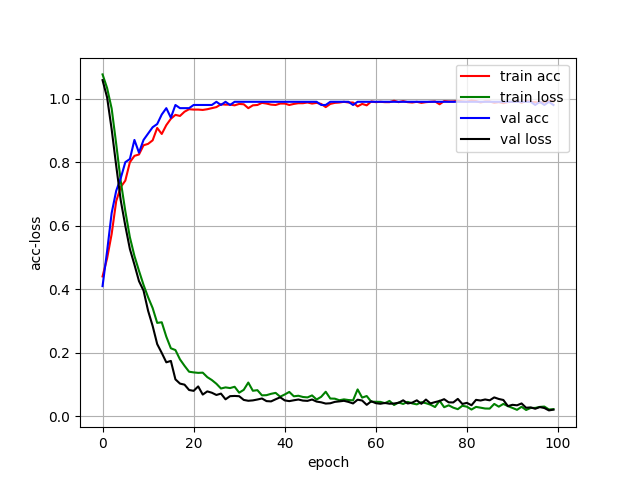 train acc
train loss
val acc
val loss
acc-loss
1.0
0.8
0.6
0.4
0.2
0.0
0 20 40 60 80 100
epoch